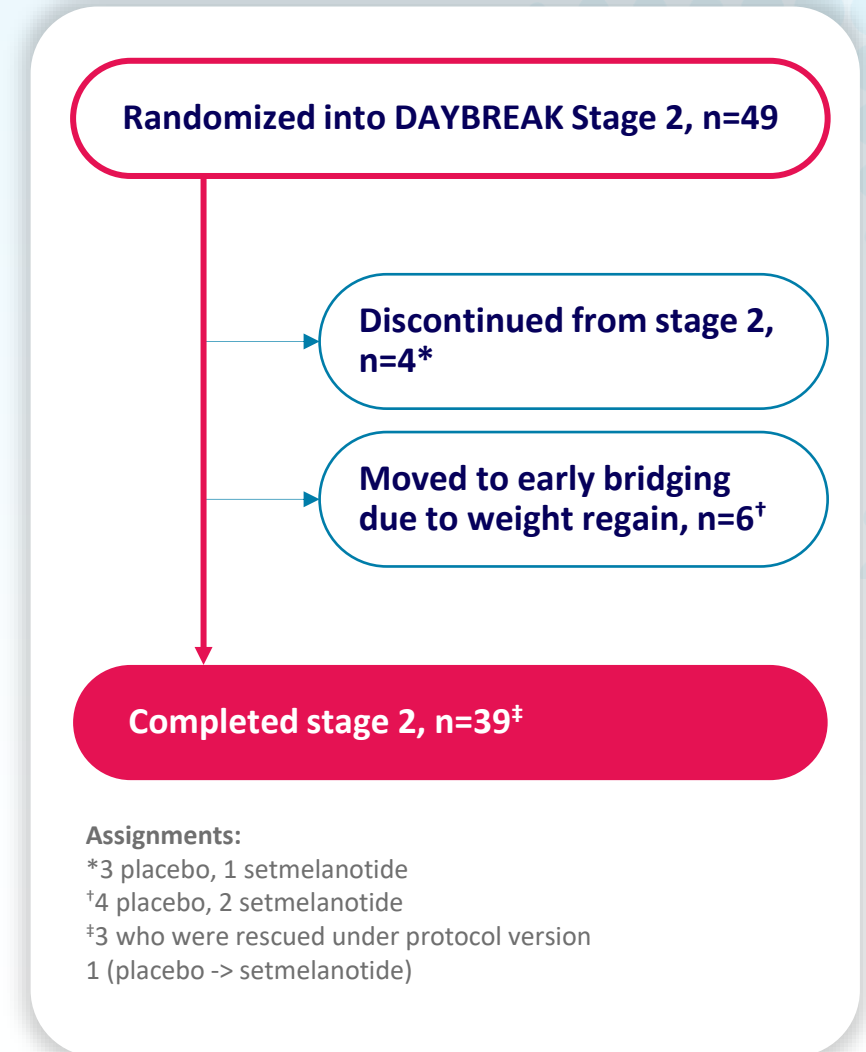 Randomized into DAYBREAK Stage 2, n=49
Discontinued from stage 2,
n=4*
Moved to early bridging
due to weight regain, n=6†
Completed stage 2, n=39‡
Assignments:
*3 placebo, 1 setmelanotide
†4 placebo, 2 setmelanotide
‡3 who were rescued under protocol version
1 (placebo -> setmelanotide)